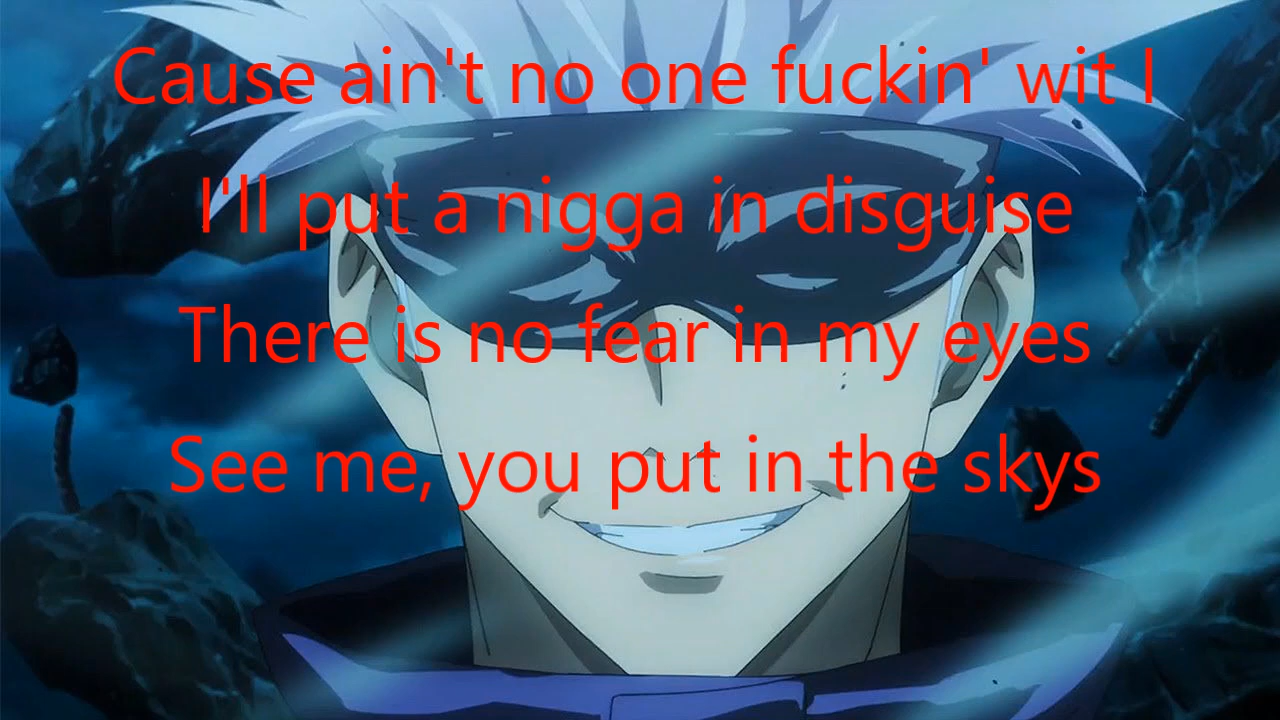 Cause ain't no one fuckin' wit I
I'll put a nigga in disguise
There is no fear in my eyes
See me, you put in the skys